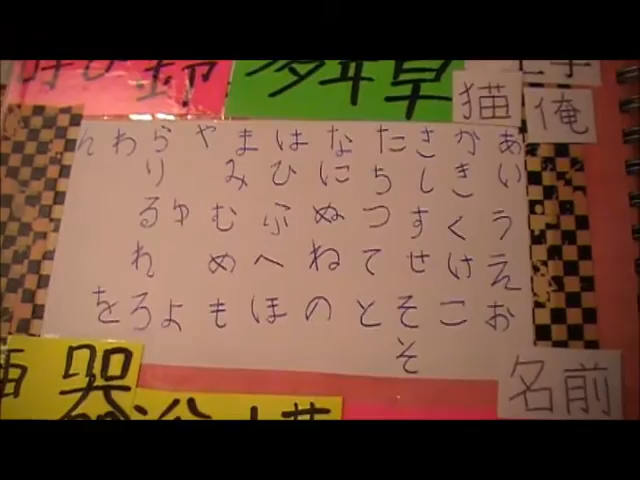 猫
俺
あいうえお
かきくけこ
さしすせそそ
たちつてと
なにぬねの
はひふへほ
まみむめも
やゆよ
らりるれろ
わを
ん
名前